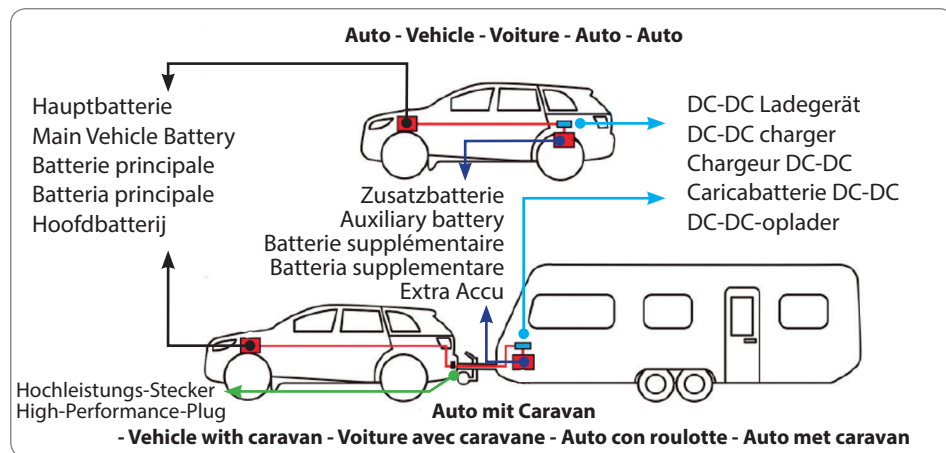 Auto - Vehicle - Voiture - Auto - Auto
Hauptbatterie
Main Vehicle Battery
Batterie principale
Batteria principale
Hoofdbatterij
DC-DC Ladegerät
DC-DC charger
Chargeur DC-DC
Caricabatterie DC-DC
DC-DC-oplader
Zusatzbatterie
Auxiliary battery
Batterie supplémentaire
Batteria supplementare
Extra Accu
Hochleistungs-Stecker
High-Performance-Plug
Auto mit Caravan
- Vehicle with caravan - Voiture avec caravane - Auto con roulotte - Auto met caravan